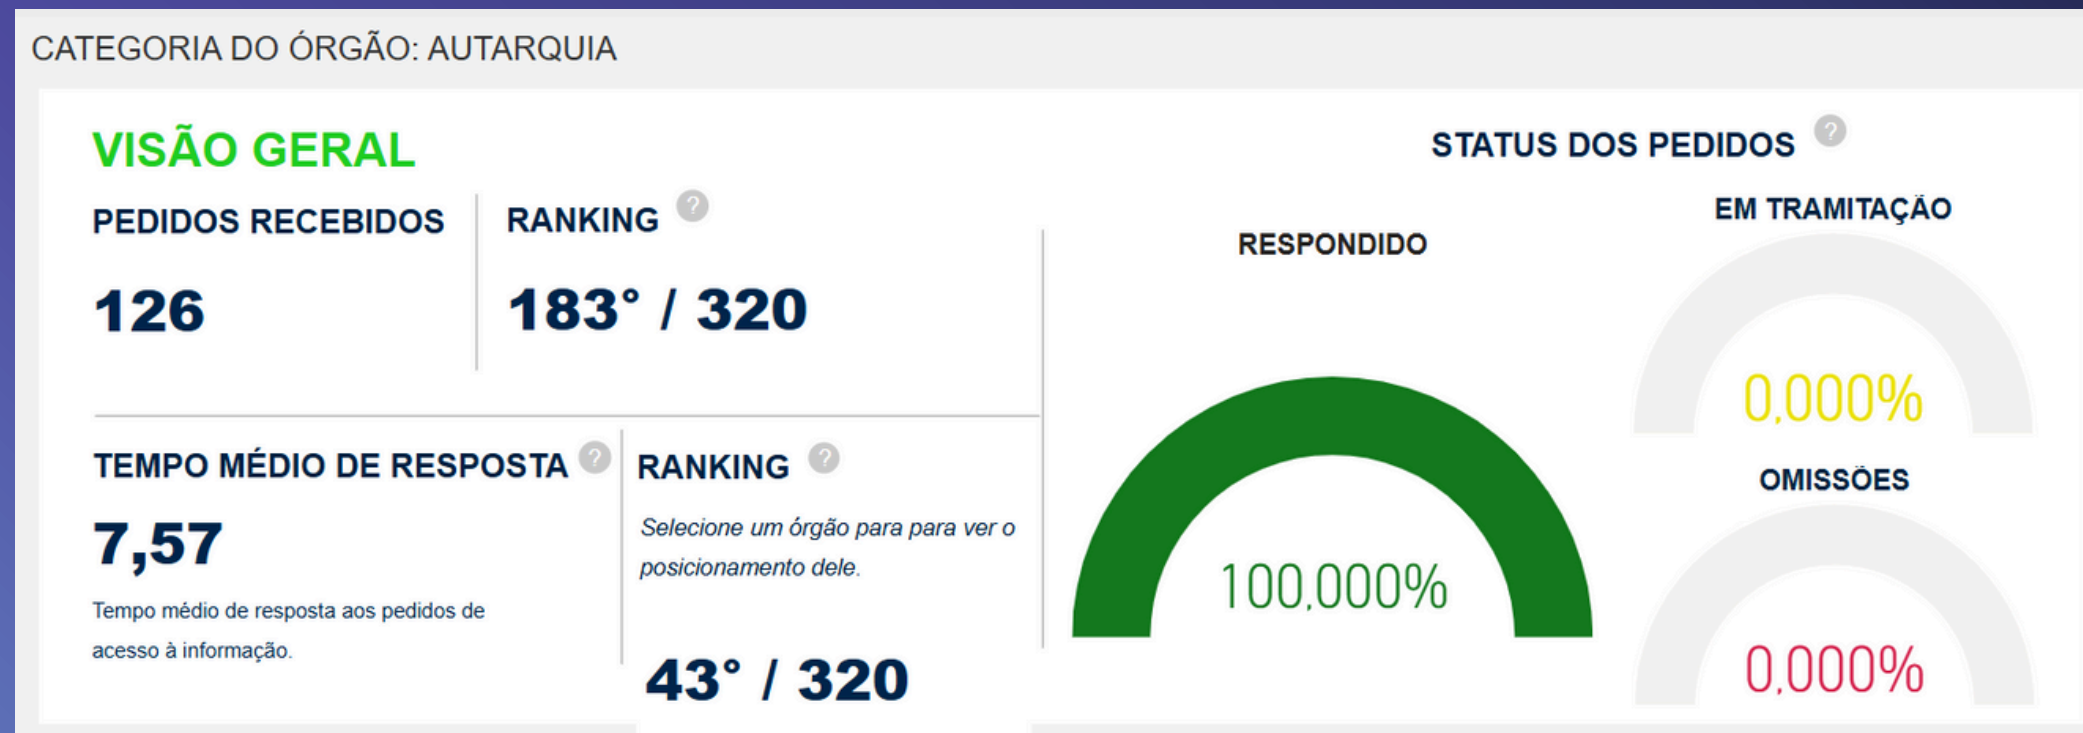 CATEGORIA DO ÓRGÃO: AUTARQUIA
VISÃO GERAL
PEDIDOS RECEBIDOS
126
RANKING ?
183° / 320
TEMPO MÉDIO DE RESPOSTA ?
7,57
Tempo médio de resposta aos pedidos de
acesso à informação.
RANKING ?
Selecione um órgão para para ver o
posicionamento dele.
43° / 320
STATUS DOS PEDIDOS ?
RESPONDIDO
100,000%
EM TRAMITAÇÃO
0,000%
OMISSÕES
0,000%